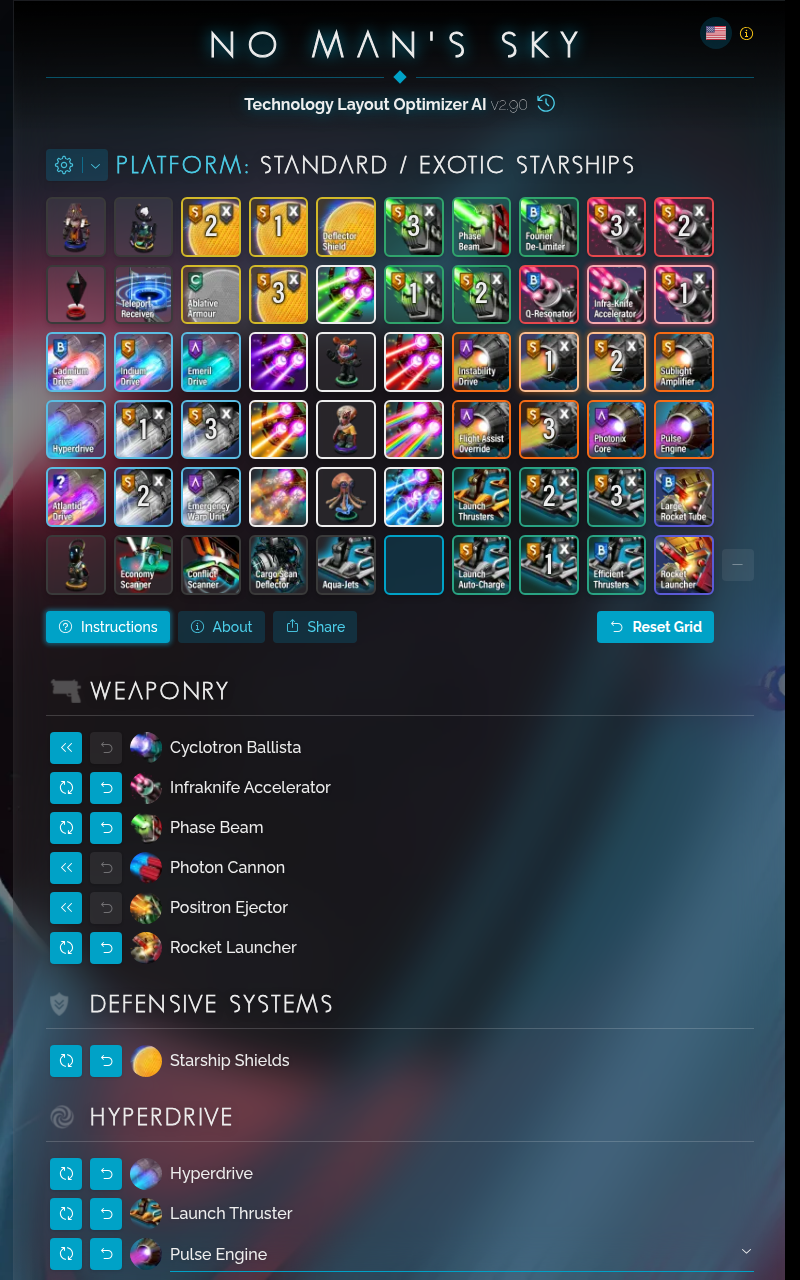 NO MAN'S SKY
Technology Layout Optimizer AI v2.90
PLATFORM: STANDARD / EXOTIC STARSHIPS
S 2 X
S 1 X
Deflector Shield
S 3 X
Phase Beam
B Fourier De-Limiter
S 3 X
S 2 X
Teleport Receiver
C Ablative Armour
S 3 X
S 1 X
S 2 X
B Q-Resonator
Infra-Knife Accelerator
S 1 X
B Cadmium Drive
S Indium Drive
A Emeril Drive
A Instability Drive
S 1 X
S 2 X
S Sublight Amplifier
Hyperdrive
S 1 X
S 3 X
A Flight Assist Override
S 3 X
A Photonix Core
Pulse Engine
? Atlantid Drive
S 2 X
A Emergency Warp Unit
Launch Thrusters
S 2 X
S 3 X
B Large Rocket Tube
Economy Scanner
Conflict Scanner
Cargo Scan Deflector
Aqua-Jets
S Launch Auto-Charge
S 1 X
B Efficient Thrusters
Rocket Launcher
Instructions
About
Share
Reset Grid
WEAPONRY
Cyclotron Ballista
Infraknife Accelerator
Phase Beam
Photon Cannon
Positron Ejector
Rocket Launcher
DEFENSIVE SYSTEMS
Starship Shields
HYPERDRIVE
Hyperdrive
Launch Thruster
Pulse Engine